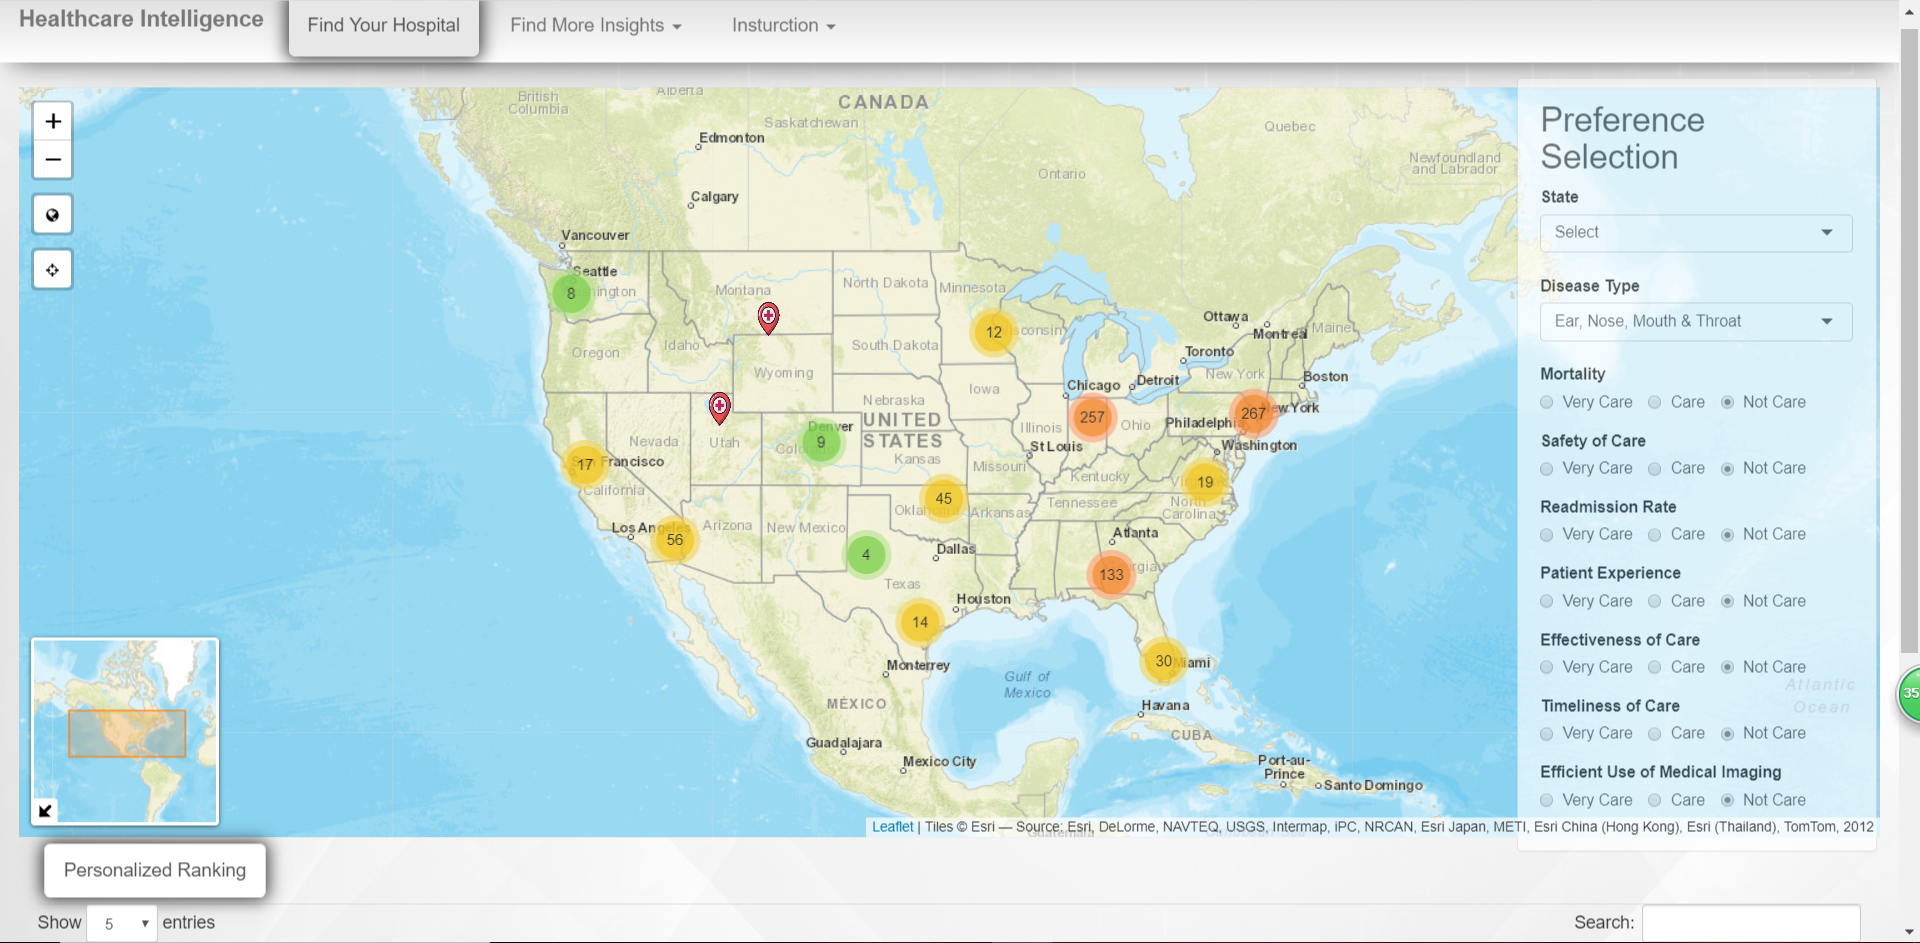 Healthcare Intelligence
Find Your Hospital
Find More Insights
Insturction
+
−
CANADA
British
Columbia
Alberta
Saskatchewan
Edmonton
Quebec
Ontario
Newfoundland
and Labrador
Calgary
Vancouver
Seattle
8
ington
Montana
North Dakota
Minnesota
12
isconsin
Ottawa
Montreal
Maine
Oregon
Idaho
South Dakota
Toronto
Wyoming
New York
Boston
Iowa
Chicago
Detroit
Nebraska
257
267
New York
UNITED
STATES
Illinois
Ohio
Philadelphi
Denver
9
Nevada
Utah
St Louis
Washington
17
Francisco
Kansas
Missouri
Kentucky
19
California
45
Oklahoma
Arkansas
Tennessee
North
Carolina
Los Angeles
56
Arizona
New Mexico
Atlanta
4
Dallas
133
rgia
Texas
Houston
14
30
Miami
Monterrey
Gulf of
Mexico
MÉXICO
Havana
CUBA
Guadalajara
Mexico City
Port-au-
Prince
Santo Domingo
Atlantic
Ocean
Leaflet | Tiles © Esri — Source: Esri, DeLorme, NAVTEQ, USGS, Intermap, iPC, NRCAN, Esri Japan, METI, Esri China (Hong Kong), Esri (Thailand), TomTom, 2012
Preference
Selection
State
Select
Disease Type
Ear, Nose, Mouth & Throat
Mortality
Very Care Care Not Care
Safety of Care
Very Care Care Not Care
Readmission Rate
Very Care Care Not Care
Patient Experience
Very Care Care Not Care
Effectiveness of Care
Very Care Care Not Care
Timeliness of Care
Very Care Care Not Care
Efficient Use of Medical Imaging
Very Care Care Not Care
35
Personalized Ranking
Show 5 entries
Search: